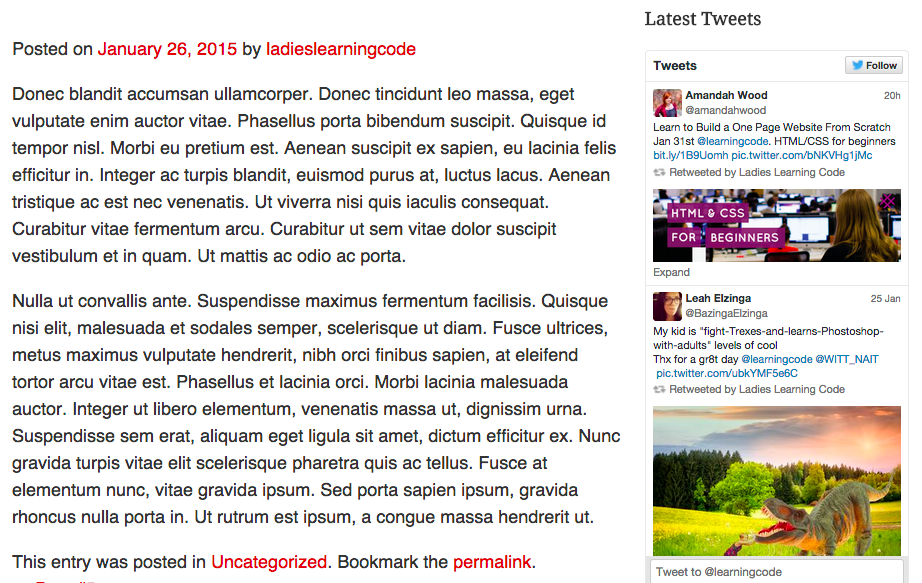 Posted on January 26, 2015 by ladieslearningcode
Donec blandit accumsan ullamcorper. Donec tincidunt leo massa, eget
vulputate enim auctor vitae. Phasellus porta bibendum suscipit. Quisque id
tempor nisl. Morbi eu pretium est. Aenean suscipit ex sapien, eu lacinia felis
efficitur in. Integer ac turpis blandit, euismod purus at, luctus lacus. Aenean
tristique ac est nec venenatis. Ut viverra nisi quis iaculis consequat.
Curabitur vitae fermentum arcu. Curabitur ut sem vitae dolor suscipit
vestibulum et in quam. Ut mattis ac odio ac porta.
Nulla ut convallis ante. Suspendisse maximus fermentum facilisis. Quisque
nisi elit, malesuada et sodales semper, scelerisque ut diam. Fusce ultrices,
metus maximus vulputate hendrerit, nibh orci finibus sapien, at eleifend
tortor arcu vitae est. Phasellus et lacinia orci. Morbi lacinia malesuada
auctor. Integer ut libero elementum, venenatis massa ut, dignissim urna.
Suspendisse sem erat, aliquam eget ligula sit amet, dictum efficitur ex. Nunc
gravida turpis vitae elit scelerisque pharetra quis ac tellus. Fusce at
elementum nunc, vitae gravida ipsum. Sed porta sapien ipsum, gravida
rhoncus nulla porta in. Ut rutrum est ipsum, a congue massa hendrerit ut.
This entry was posted in Uncategorized. Bookmark the permalink.
Latest Tweets
Tweets Follow
Amandah Wood 20h
@amandahwood
Learn to Build a One Page Website From Scratch
Jan 31st @learningcode. HTML/CSS for beginners
bit.ly/1B9Uomh pic.twitter.com/bNKVHg1jMc
Retweeted by Ladies Learning Code
HTML & CSS
FOR BEGINNERS
Expand
Leah Elzinga 25 Jan
@BazingaElzinga
My kid is "fight-Trexes-and-learns-Phostoshop-
with-adults" levels of cool
Thx for a gr8t day @learningcode @WITT_NAIT
pic.twitter.com/ubkYMF5e6C
Retweeted by Ladies Learning Code
Tweet to @learningcode